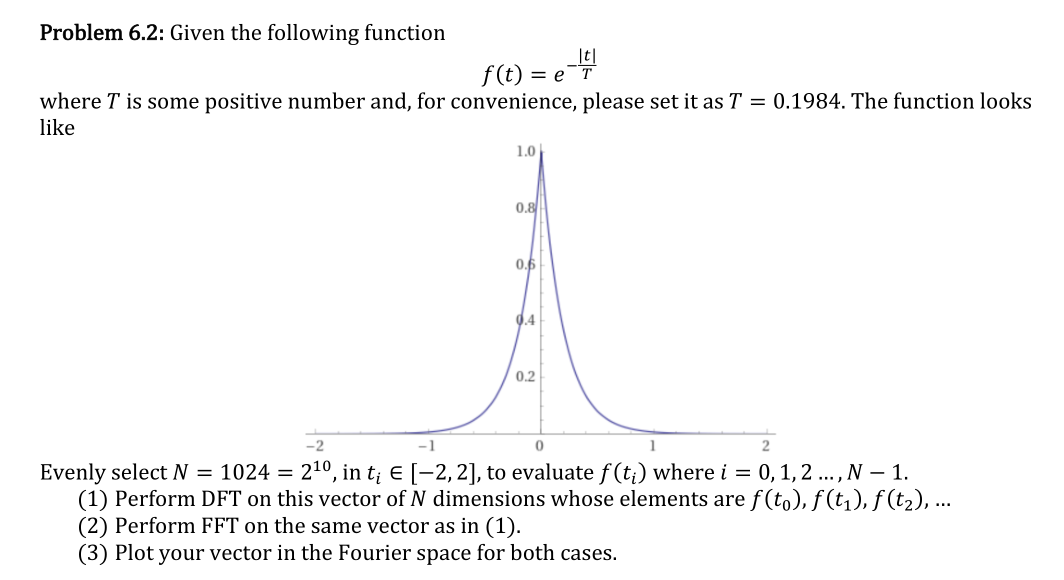 Problem 6.2: Given the following function
f(t) = e^{-\frac{|t|}{T}}
where T is some positive number and, for convenience, please set it as T = 0.1984. The function looks
like
1.0
0.8
0.6
0.4
0.2
−2 −1 0 1 2
Evenly select N = 1024 = 2^{10}, in t_i ∈ [−2, 2], to evaluate f(t_i) where i = 0, 1, 2 ..., N − 1.
(1) Perform DFT on this vector of N dimensions whose elements are f(t_0), f(t_1), f(t_2), ...
(2) Perform FFT on the same vector as in (1).
(3) Plot your vector in the Fourier space for both cases.